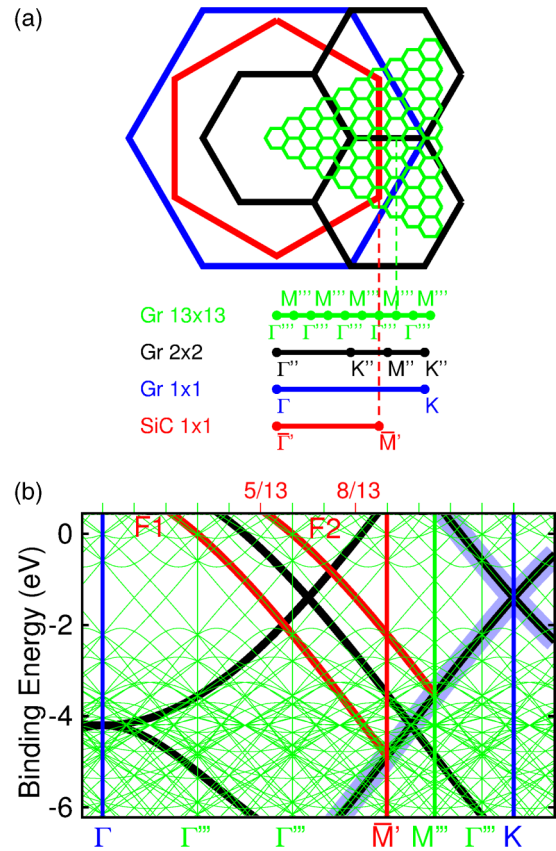 (a)
M''' M''' M''' M''' M'''
Gr 13x13
Γ''' Γ''' Γ''' Γ''' Γ'''
Gr 2x2
Γ'' K'' M'' K''
Gr 1x1
Γ K
SiC 1x1
Γ̅' M̅'
(b)
5/13 8/13
F1 F2
0
-2
-4
-6
Binding Energy (eV)
Γ Γ''' Γ''' M̅' M''' Γ''' K